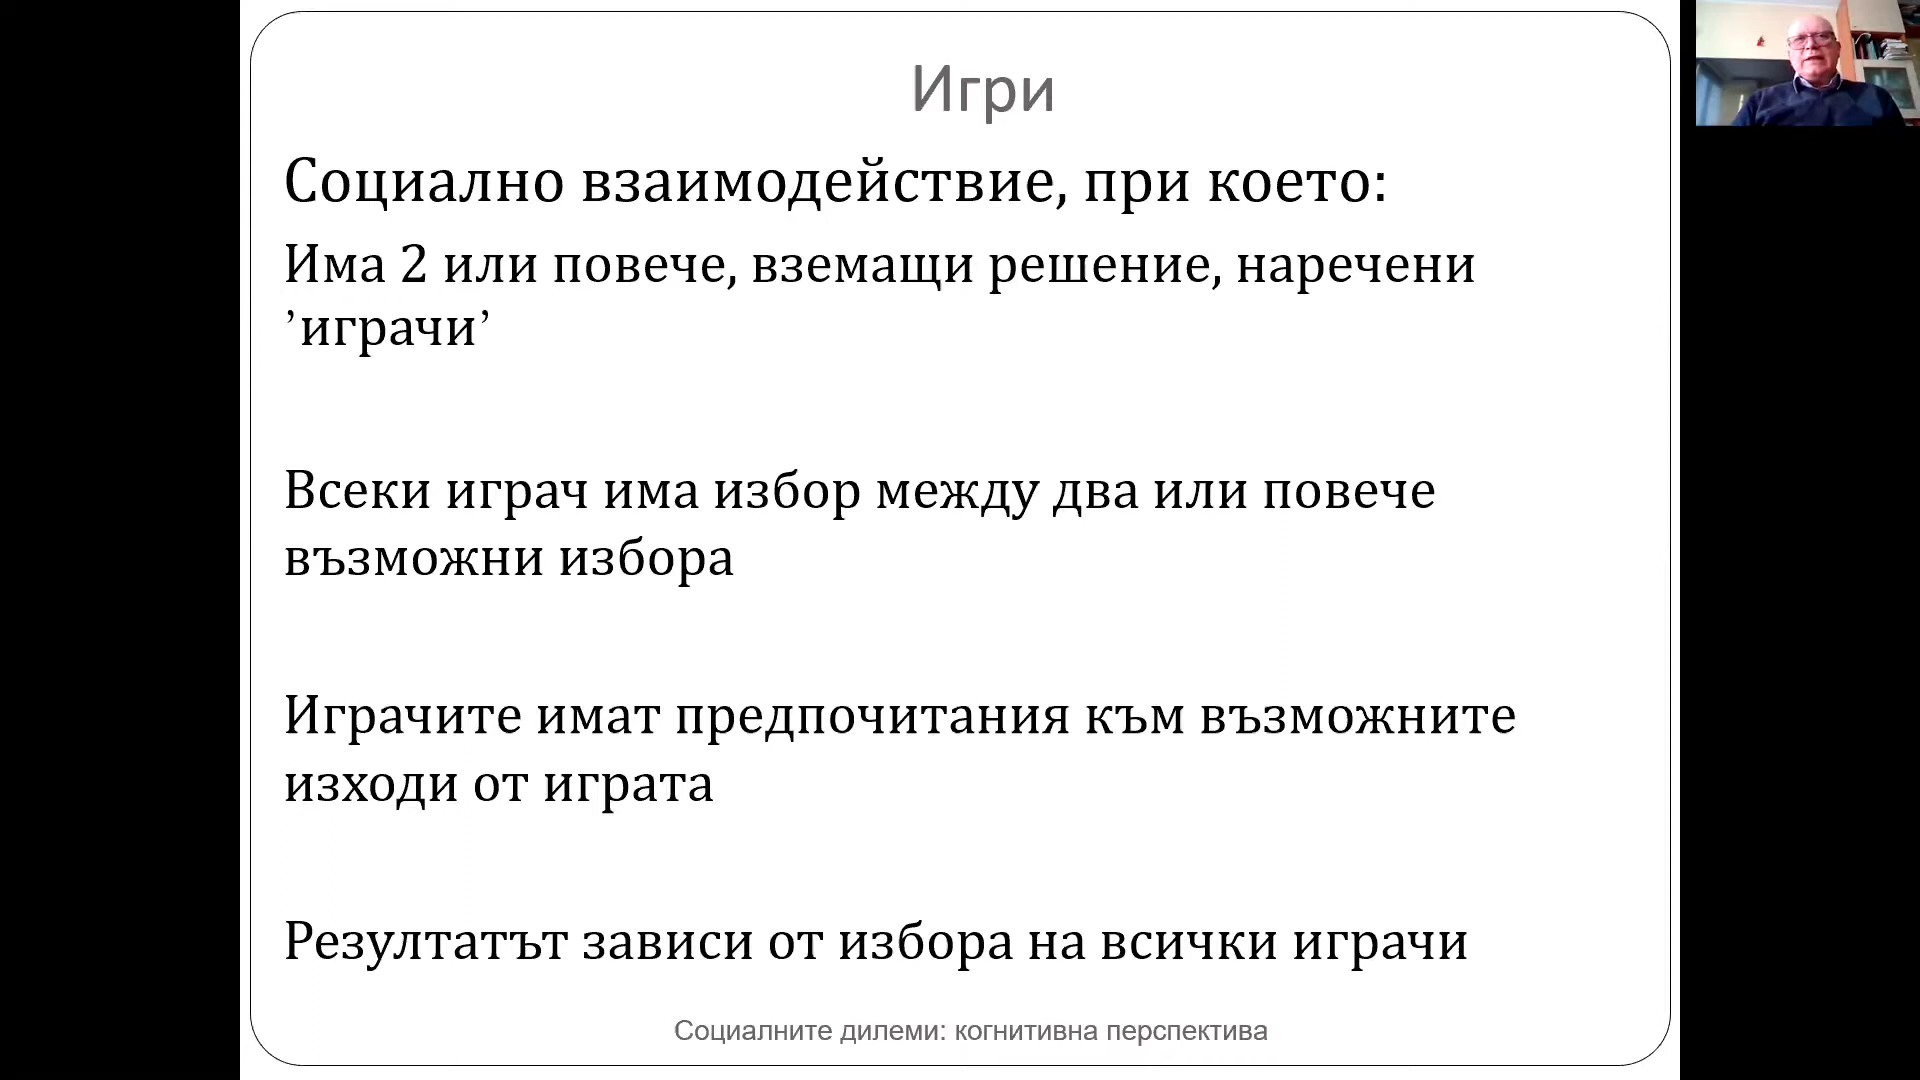 Игри
Социално взаимодействие, при което:
Има 2 или повече, вземащи решение, наречени
’играчи’
Всеки играч има избор между два или повече
възможни избора
Играчите имат предпочитания към възможните
изходи от играта
Резултатът зависи от избора на всички играчи
Социалните дилеми: когнитивна перспектива